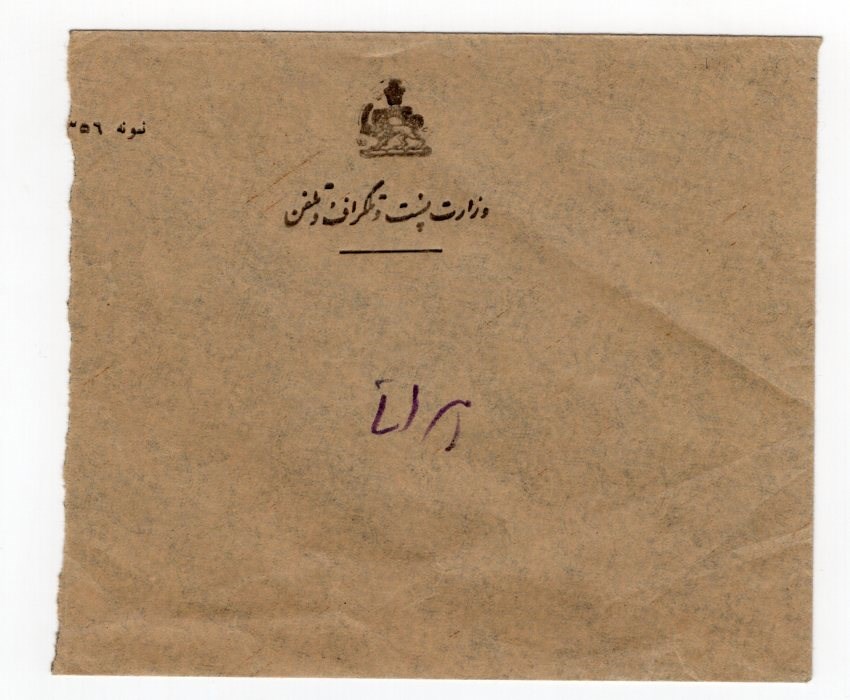 نمونه ۳۵۶
وزارت پست و تلگراف و تلفن